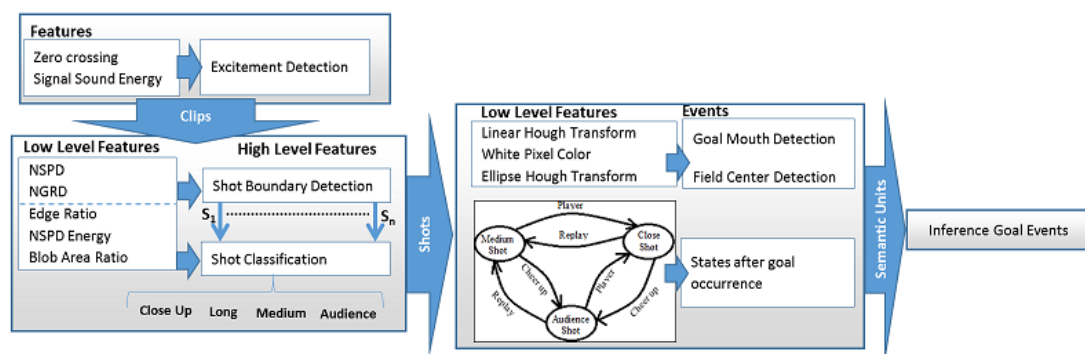 Features
Zero crossing
Signal Sound Energy
Excitement Detection
Clips
Low Level Features
High Level Features
NSPD
NGRD
Edge Ratio
NSPD Energy
Blob Area Ratio
Shot Boundary Detection
S1
Sn
Shot Classification
Close Up Long Medium Audience
Shots
Low Level Features
Events
Linear Hough Transform
White Pixel Color
Ellipse Hough Transform
Goal Mouth Detection
Field Center Detection
Player
Medium
Shot
Replay
Close
Shot
Cheer up
Replay
Player
Cheer up
Audience
Shot
States after goal
occurrence
Semantic Units
Inference Goal Events